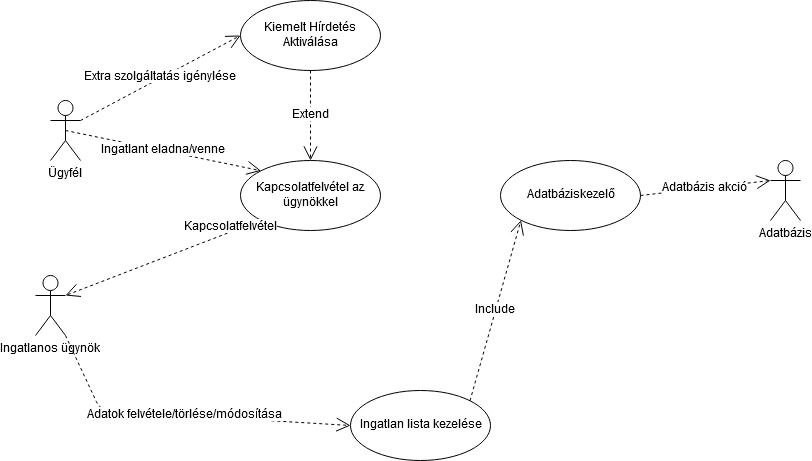 Kiemelt Hírdetés
Aktiválása
Extra szolgáltatás igénylése
Extend
Ügyfél
Ingatlant eladna/venne
Kapcsolatfelvétel az
ügynökkel
Adatbáziskezelő
Adatbázis akció
Adatbázis
Kapcsolatfelvétel
Ingatlanos ügynök
Include
Adatok felvétele/törlése/módosítása
Ingatlan lista kezelése